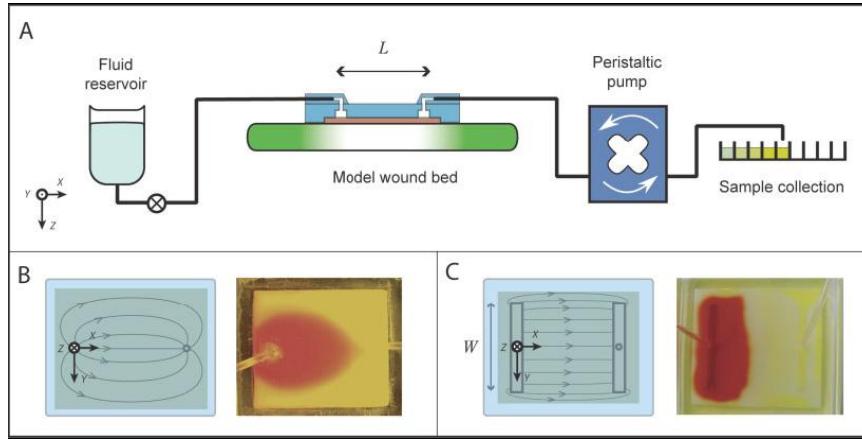 A
L
Fluid
reservoir
Peristaltic
pump
Model wound bed
Sample collection
Y X
Z
B
Z X
Y
C
W
Z X
Y